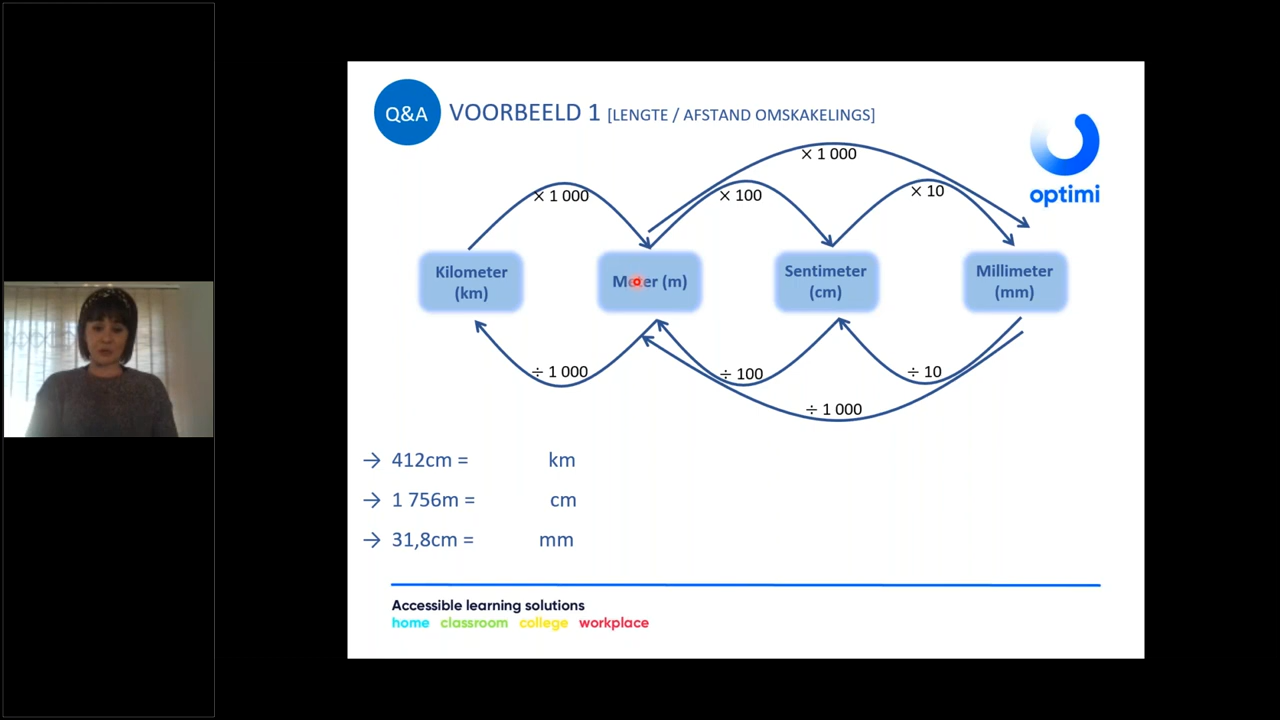 Q&A
VOORBEELD 1 [LENGTE / AFSTAND OMSKAKELINGS]
optimi
× 1 000
× 1 000
× 100
× 10
Kilometer
(km)
Meter (m)
Sentimeter
(cm)
Millimeter
(mm)
÷ 1 000
÷ 100
÷ 10
÷ 1 000
→ 412cm = km
→ 1 756m = cm
→ 31,8cm = mm
Accessible learning solutions
home classroom college workplace